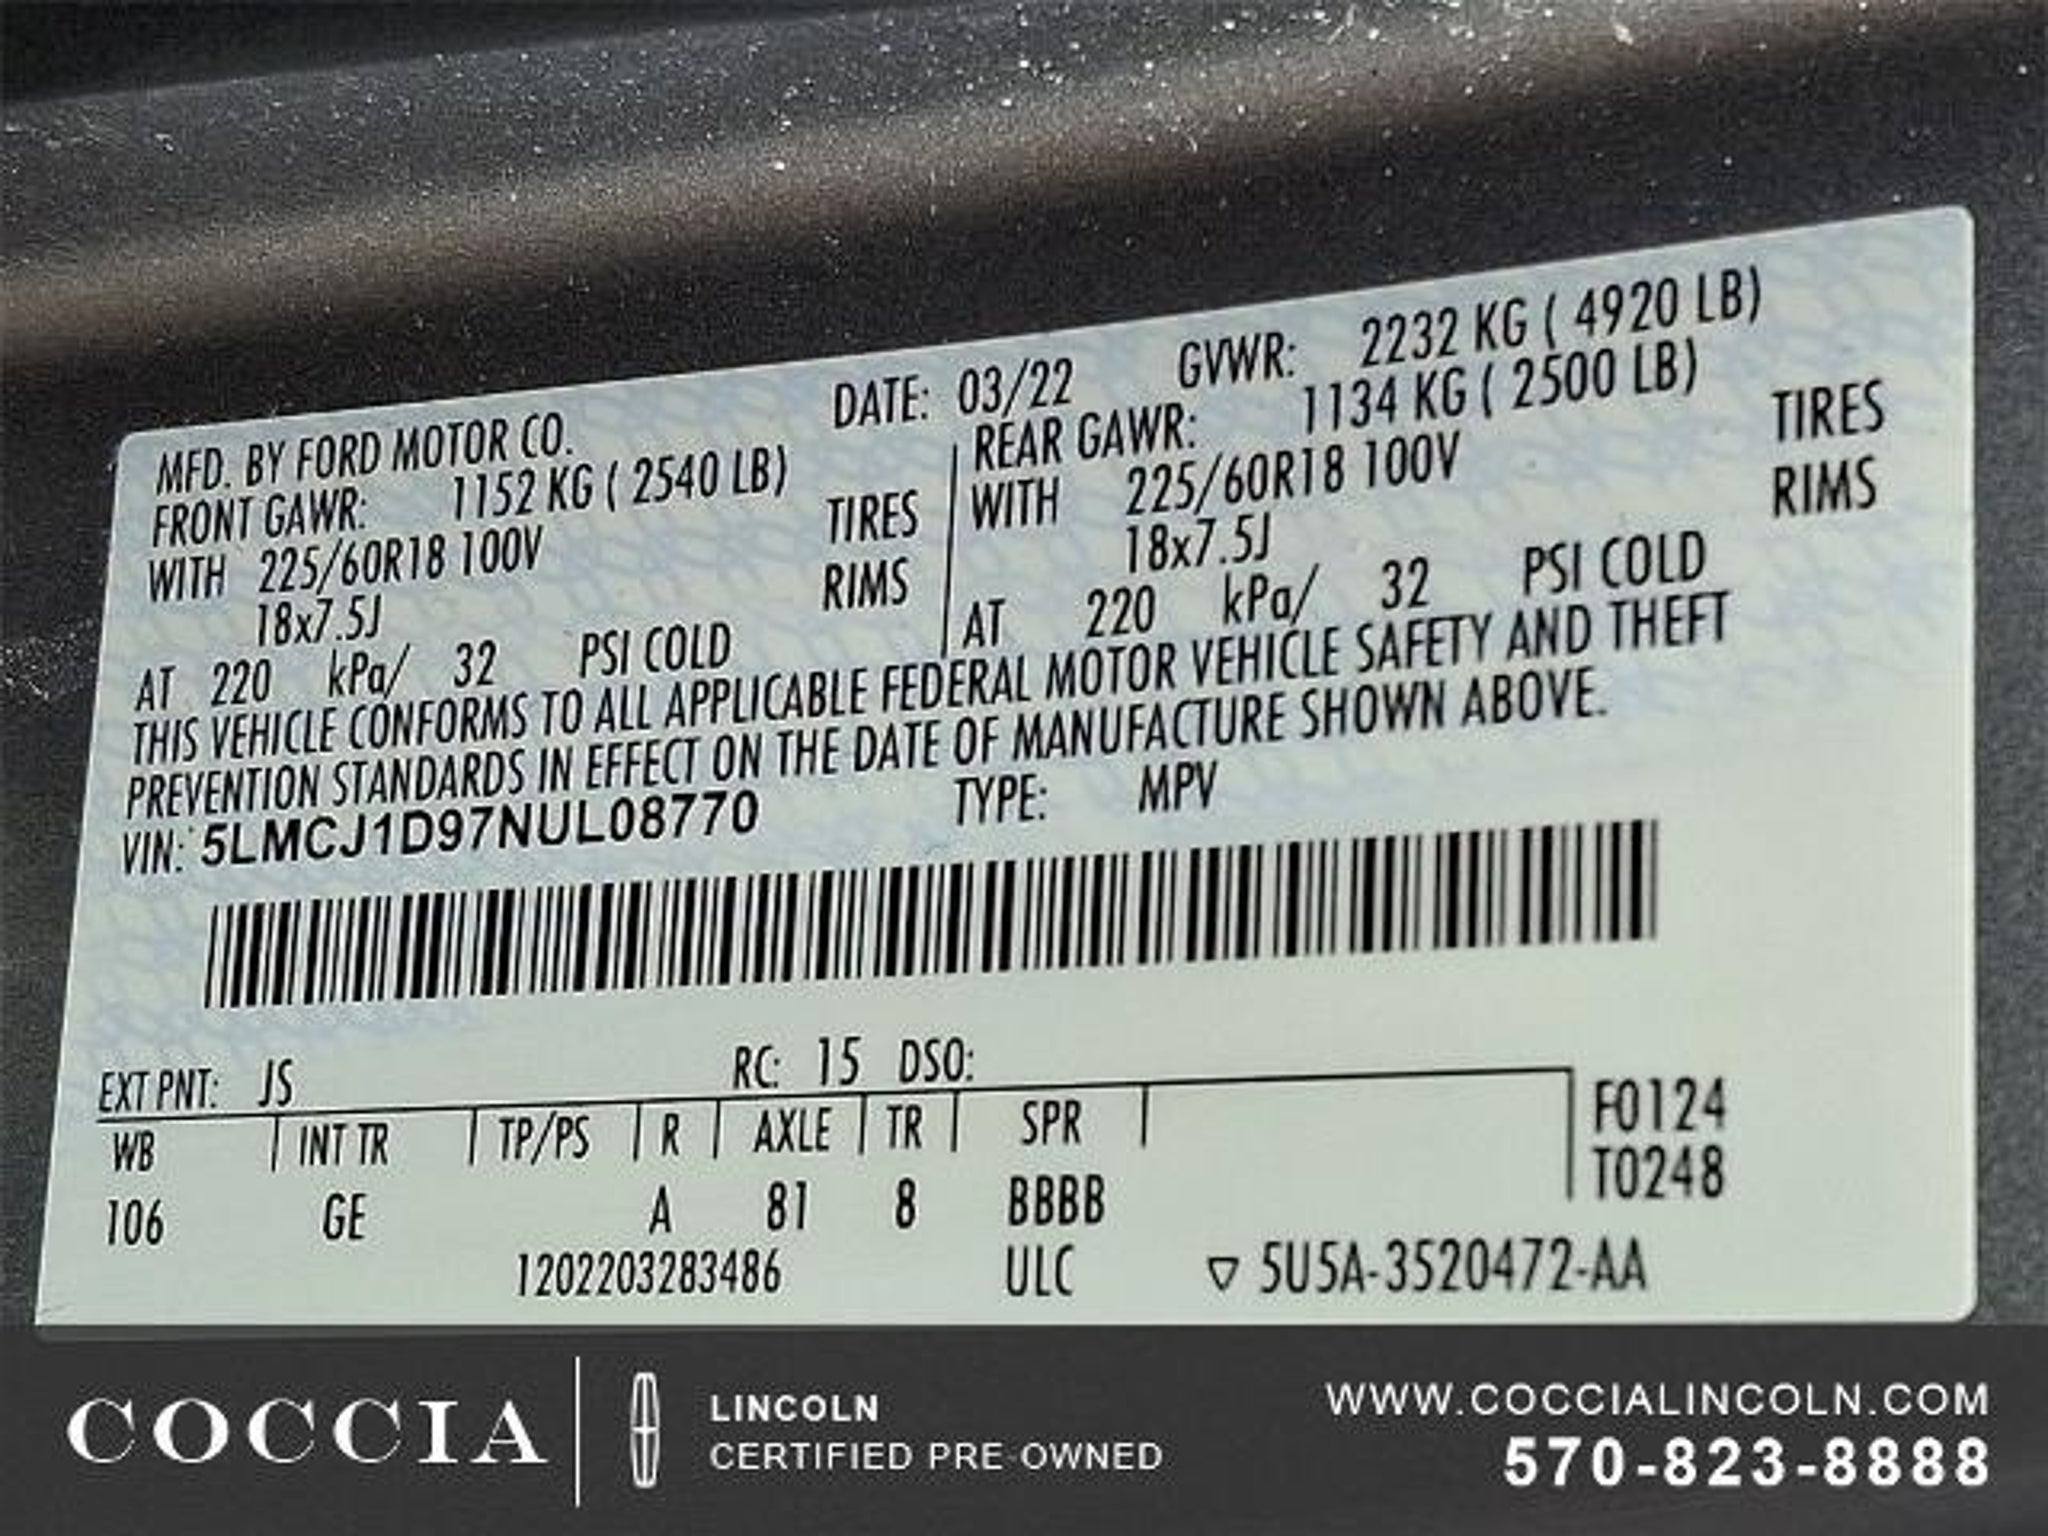 MFD. BY FORD MOTOR CO. DATE: 03/22 GVWR: 2232 KG ( 4920 LB)
FRONT GAWR: 1152 KG ( 2540 LB) REAR GAWR: 1134 KG ( 2500 LB)
WITH 225/60R18 100V TIRES WITH 225/60R18 100V TIRES
18x7.5J RIMS 18x7.5J RIMS
AT 220 kPa/ 32 PSI COLD AT 220 kPa/ 32 PSI COLD
THIS VEHICLE CONFORMS TO ALL APPLICABLE FEDERAL MOTOR VEHICLE SAFETY AND THEFT
PREVENTION STANDARDS IN EFFECT ON THE DATE OF MANUFACTURE SHOWN ABOVE.
VIN: 5LMCJ1D97NUL08770 TYPE: MPV
EXT PNT: JS RC: 15 DSO:
WB INT TR TP/PS R AXLE TR SPR F0124
T0248
106 GE A 81 8 BBBB
1202203283486 ULC ▽ 5U5A-3520472-AA
COCCIA
LINCOLN
CERTIFIED PRE-OWNED
WWW.COCCIALINCOLN.COM
570-823-8888